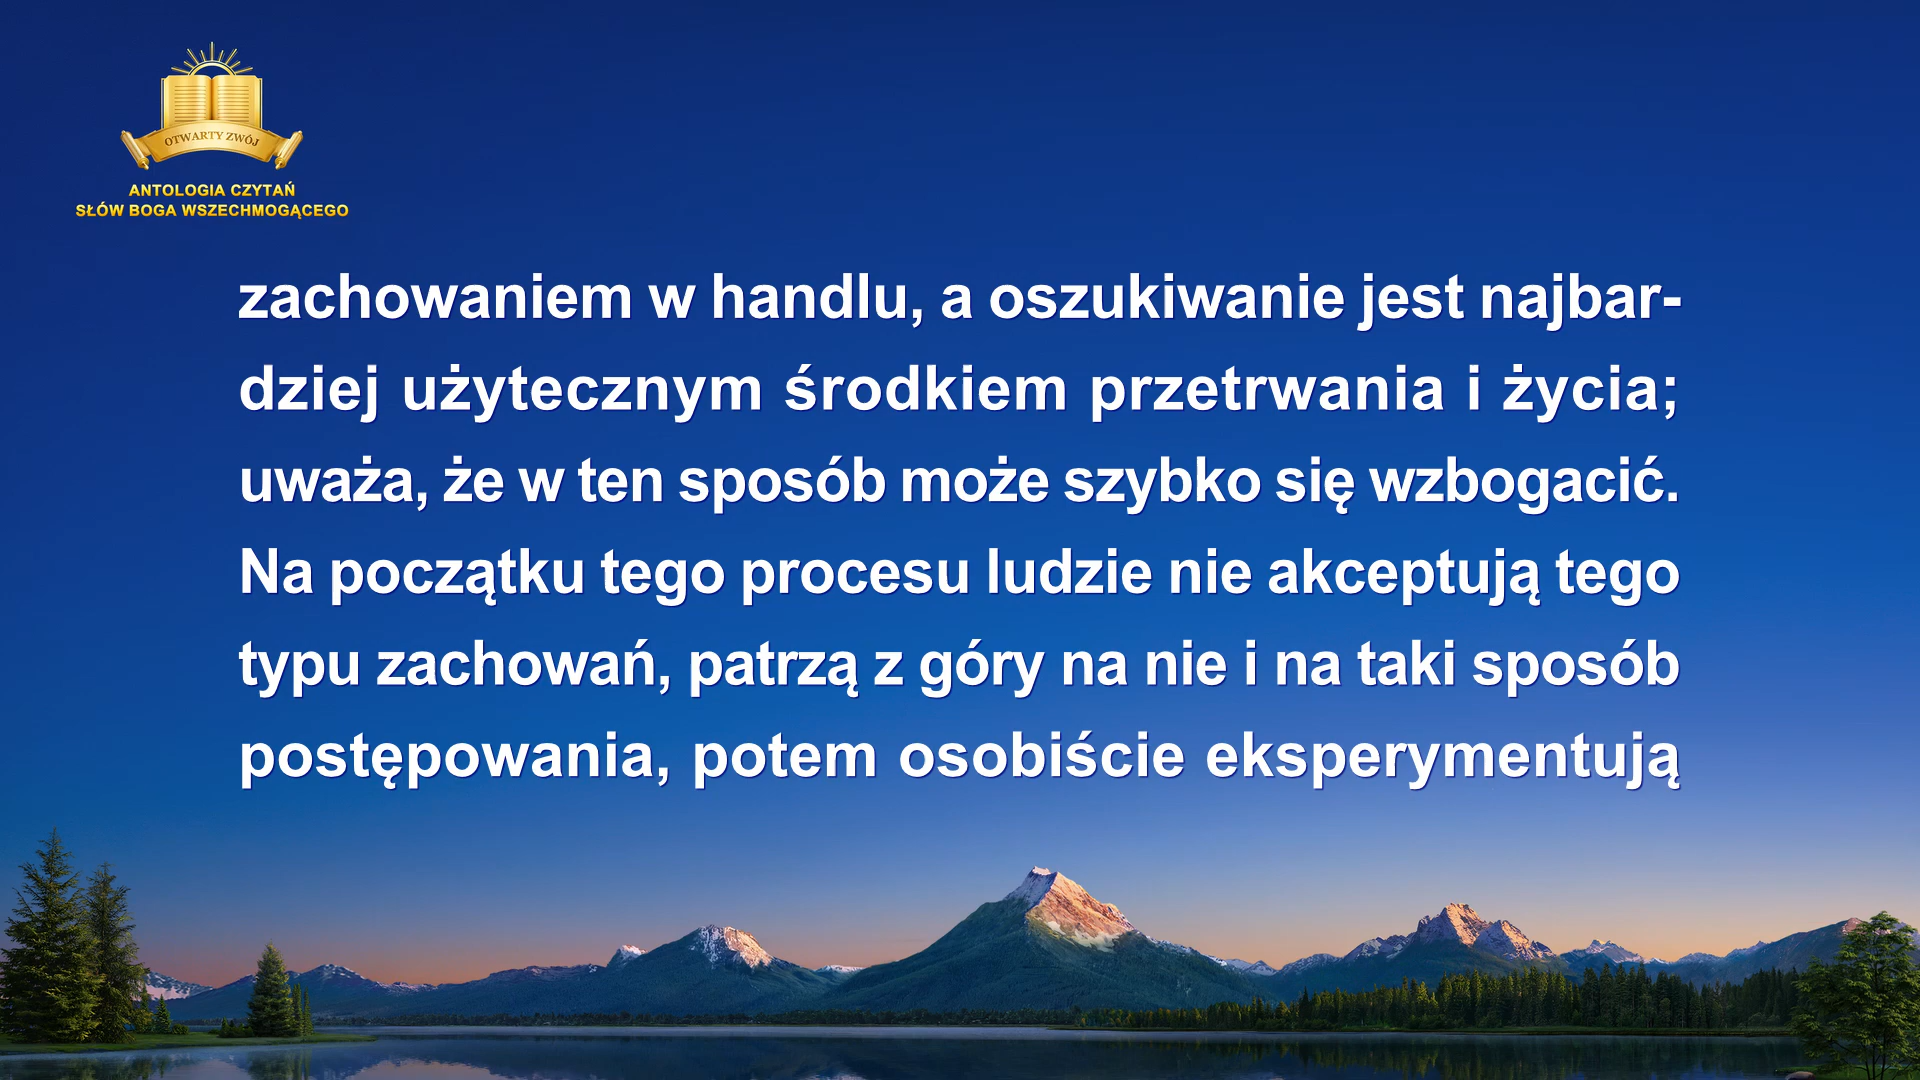 OTWARTY ZWÓJ
ANTOLOGIA CZYTAŃ
SŁÓW BOGA WSZECHMOGĄCEGO
zachowaniem w handlu, a oszukiwanie jest najbar-
dziej użytecznym środkiem przetrwania i życia;
uważa, że w ten sposób może szybko się wzbogacić.
Na początku tego procesu ludzie nie akceptują tego
typu zachowań, patrzą z góry na nie i na taki sposób
postępowania, potem osobiście eksperymentują